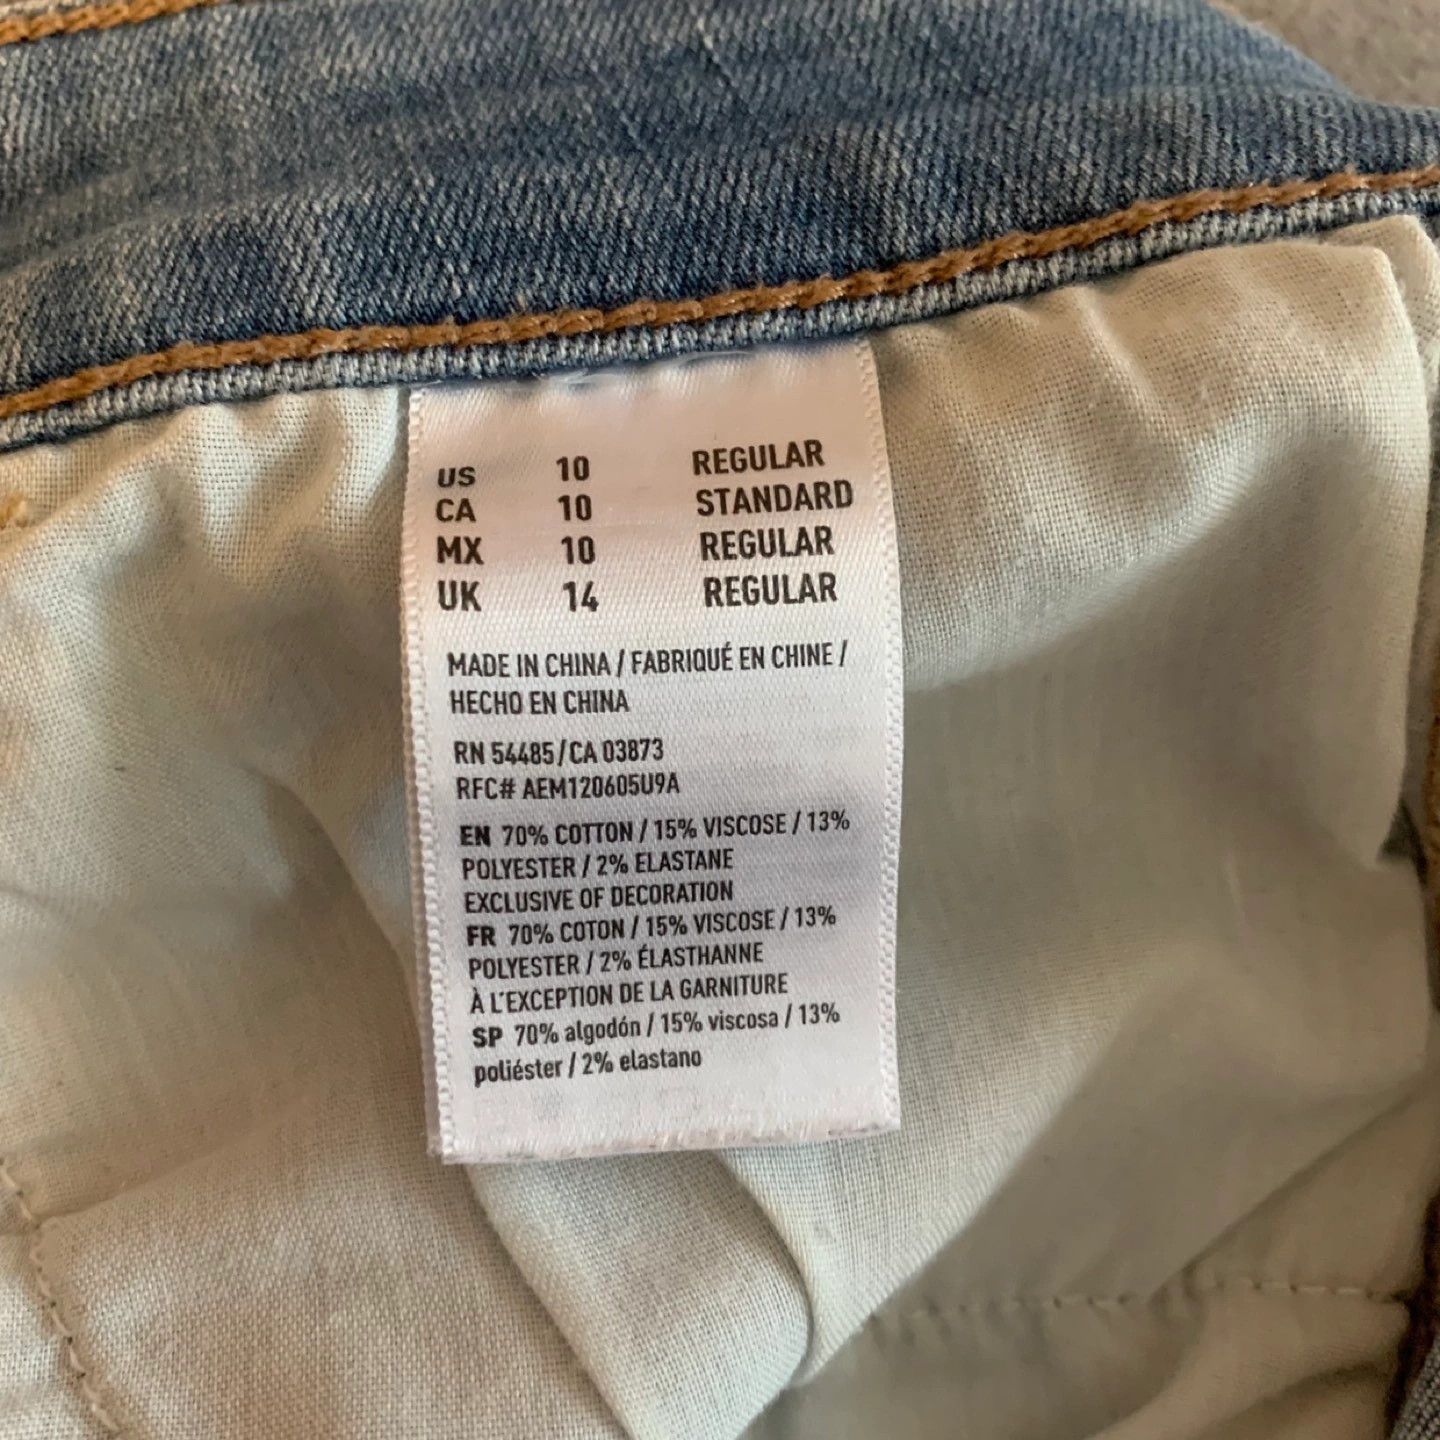 US 10 REGULAR
CA 10 STANDARD
MX 10 REGULAR
UK 14 REGULAR
MADE IN CHINA / FABRIQUÉ EN CHINE /
HECHO EN CHINA
RN 54485/CA 03873
RFC# AEM120605U9A
EN 70% COTTON / 15% VISCOSE / 13%
POLYESTER / 2% ELASTANE
EXCLUSIVE OF DECORATION
FR 70% COTON / 15% VISCOSE / 13%
POLYESTER / 2% ÉLASTHANNE
À L'EXCEPTION DE LA GARNITURE
SP 70% algodón / 15% viscosa / 13%
poliéster / 2% elastano